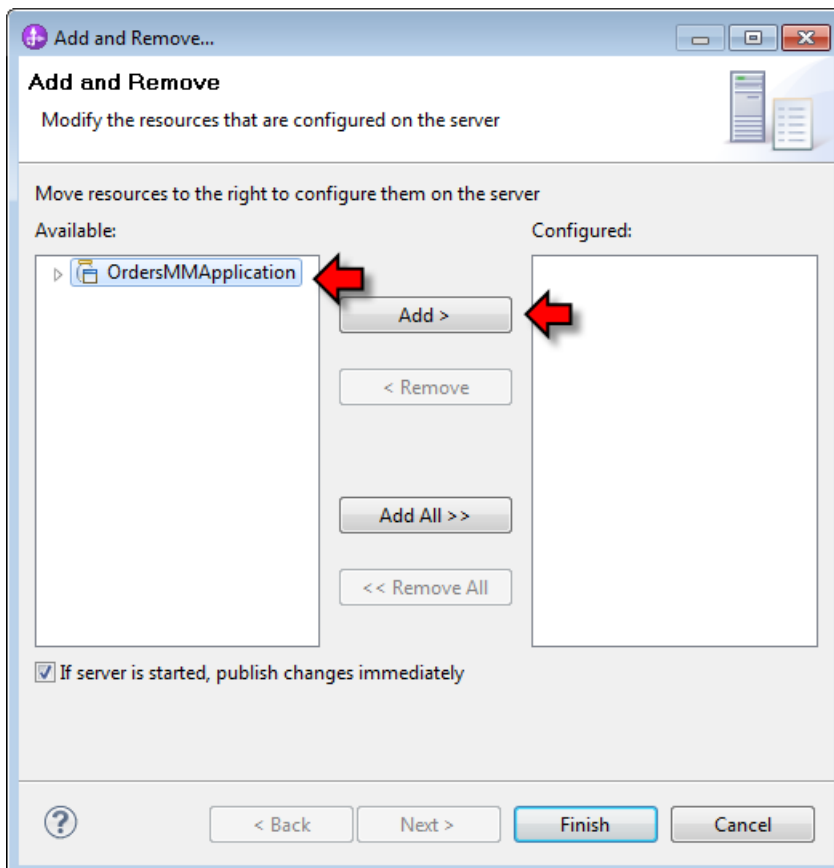 Add and Remove...
Add and Remove
Modify the resources that are configured on the server
Move resources to the right to configure them on the server
Available:
Configured:
OrdersMMApplication
Add >
< Remove
Add All >>
<< Remove All
If server is started, publish changes immediately
?
< Back
Next >
Finish
Cancel